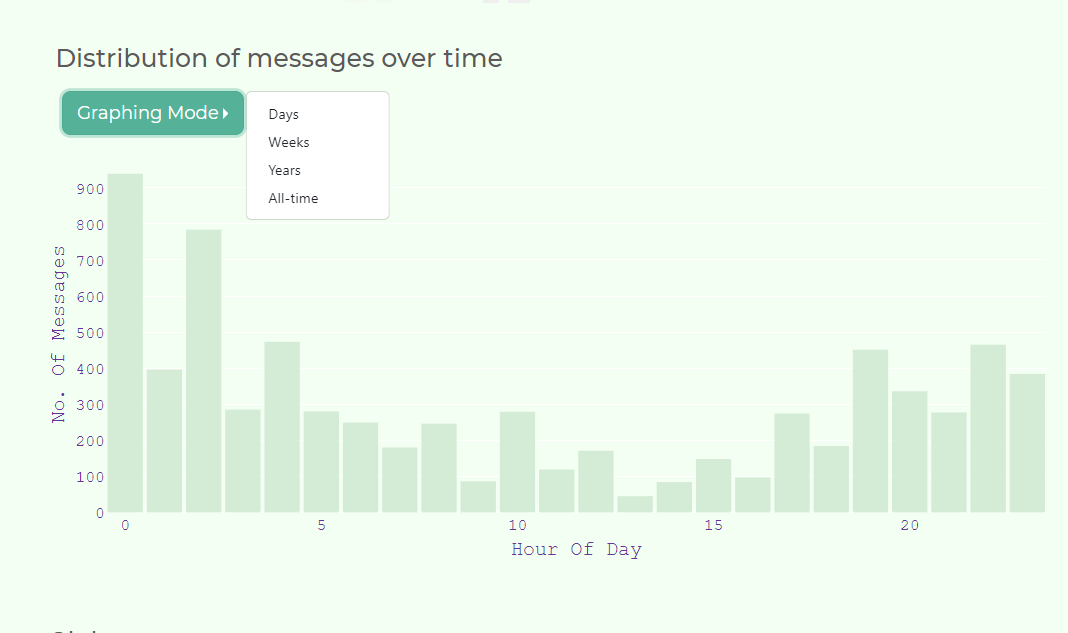 Distribution of messages over time
Graphing Mode
Days
Weeks
Years
All-time
No. Of Messages
900
800
700
600
500
400
300
200
100
0
0 5 10 15 20
Hour Of Day